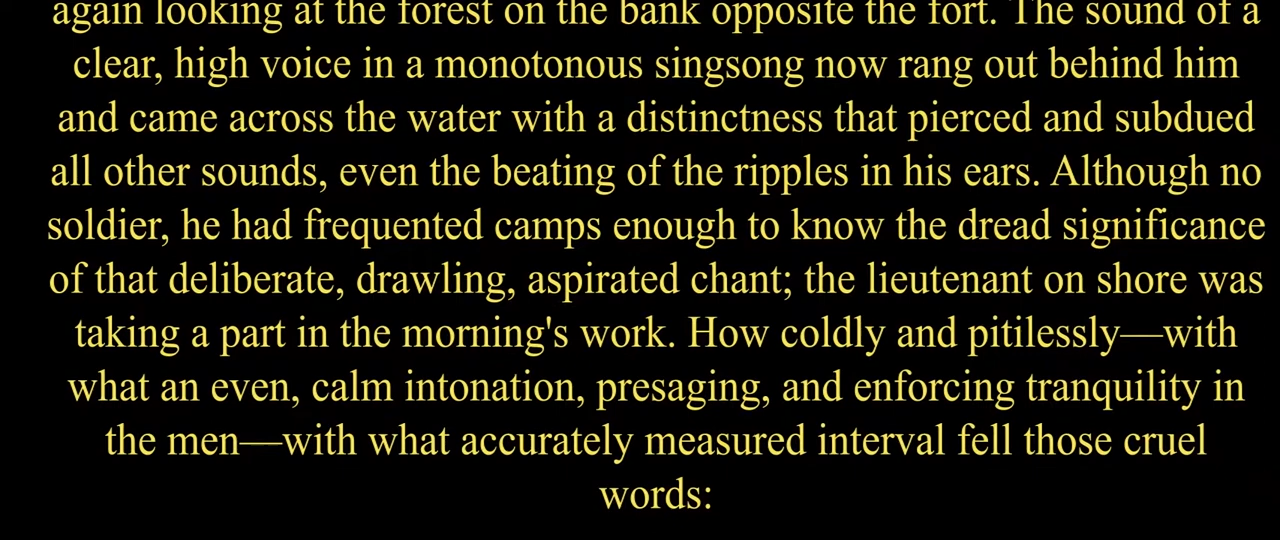 again looking at the forest on the bank opposite the fort. The sound of a
clear, high voice in a monotonous singsong now rang out behind him
and came across the water with a distinctness that pierced and subdued
all other sounds, even the beating of the ripples in his ears. Although no
soldier, he had frequented camps enough to know the dread significance
of that deliberate, drawling, aspirated chant; the lieutenant on shore was
taking a part in the morning's work. How coldly and pitilessly—with
what an even, calm intonation, presaging, and enforcing tranquility in
the men—with what accurately measured interval fell those cruel
words: